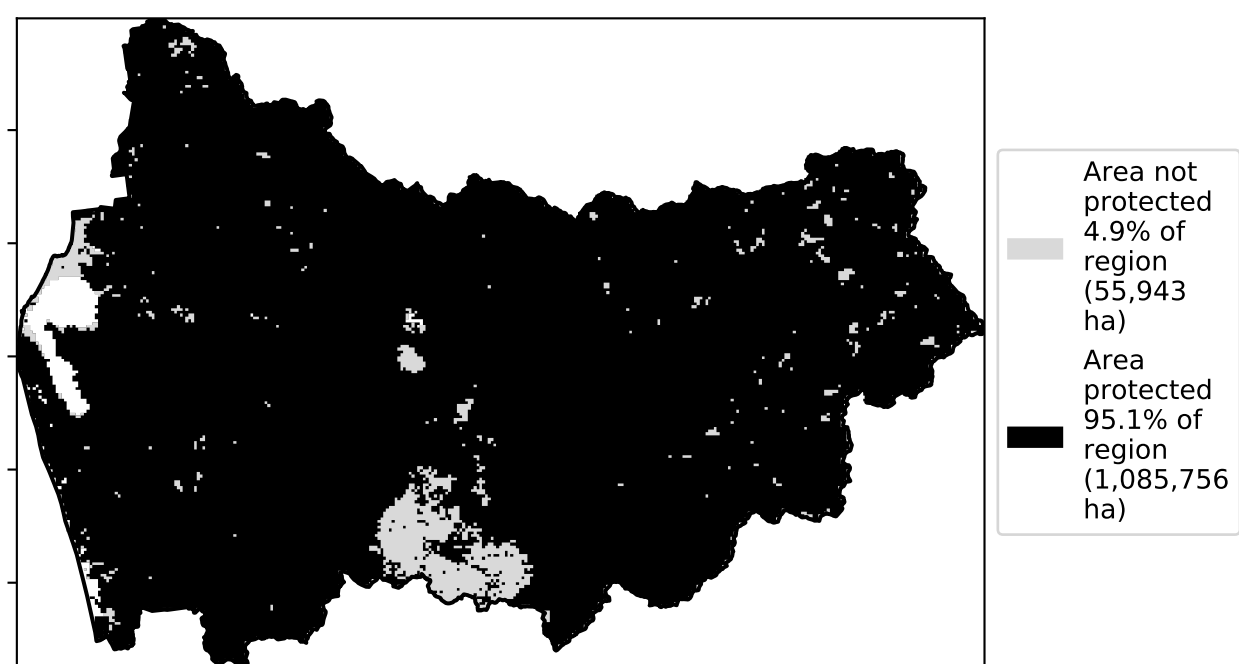 Area not
protected
4.9% of
region
(55,943
ha)
Area
protected
95.1% of
region
(1,085,756
ha)